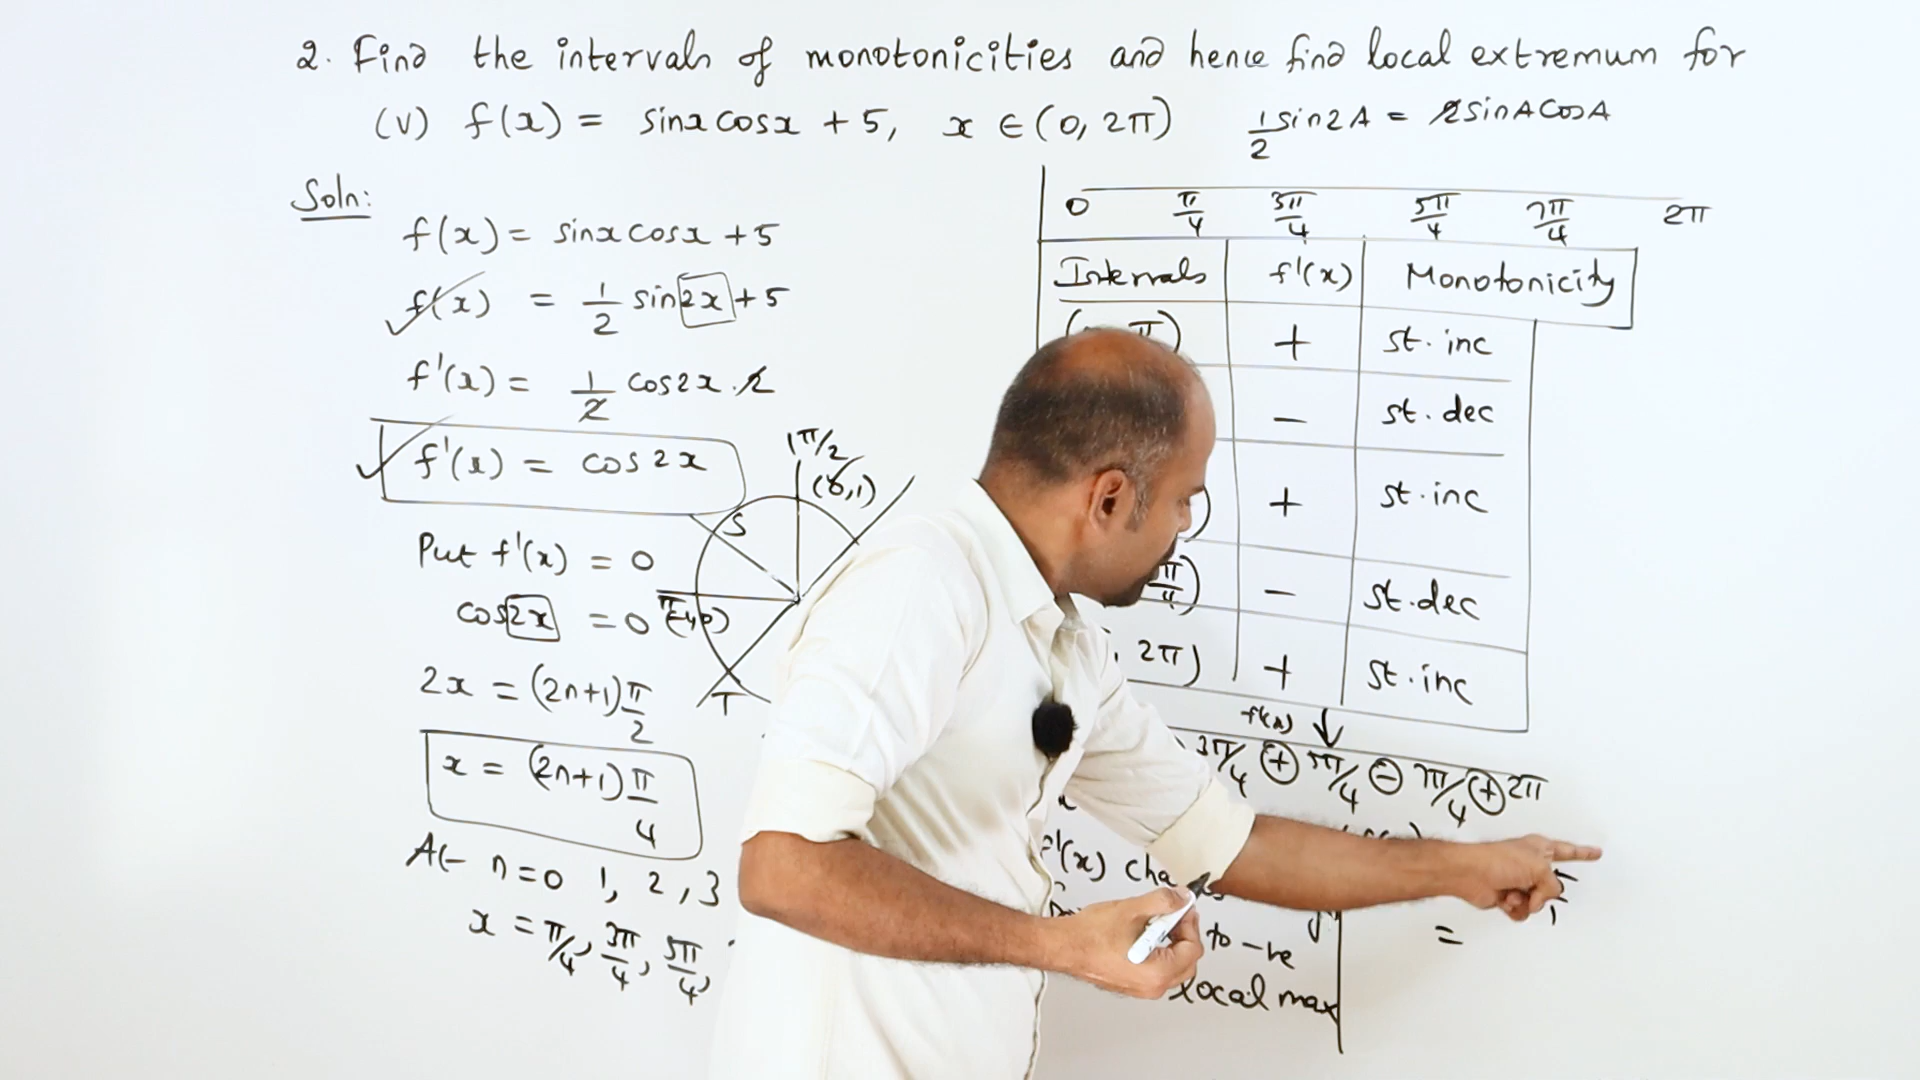 2. Find the intervals of monotonicities and hence find local extremum for
(v) f(x) = sinx cosx + 5, x ∈ (0, 2π) 1/2 sin2A = 2sinA cosA
Soln:
f(x) = sinx cosx + 5
f(x) = 1/2 sin2x + 5
f'(x) = 1/2 cos2x . 2
f'(x) = cos2x
Put f'(x) = 0
cos2x = 0
2x = (2n+1) π/2
x = (2n+1) π/4
n=0 1, 2, 3
x = π/4, 3π/4, 5π/4,
π/2
(0,1)
S
π
T
0 π/4 3π/4 5π/4 7π/4 2π
Intervals f'(x) Monotonicity
+ st. inc
- st. dec
+ st. inc
π/4) - st. dec
, 2π) + st. inc
3π/4 + 5π/4 - 7π/4 + 2π
f'(x)
to -ve
local max
=